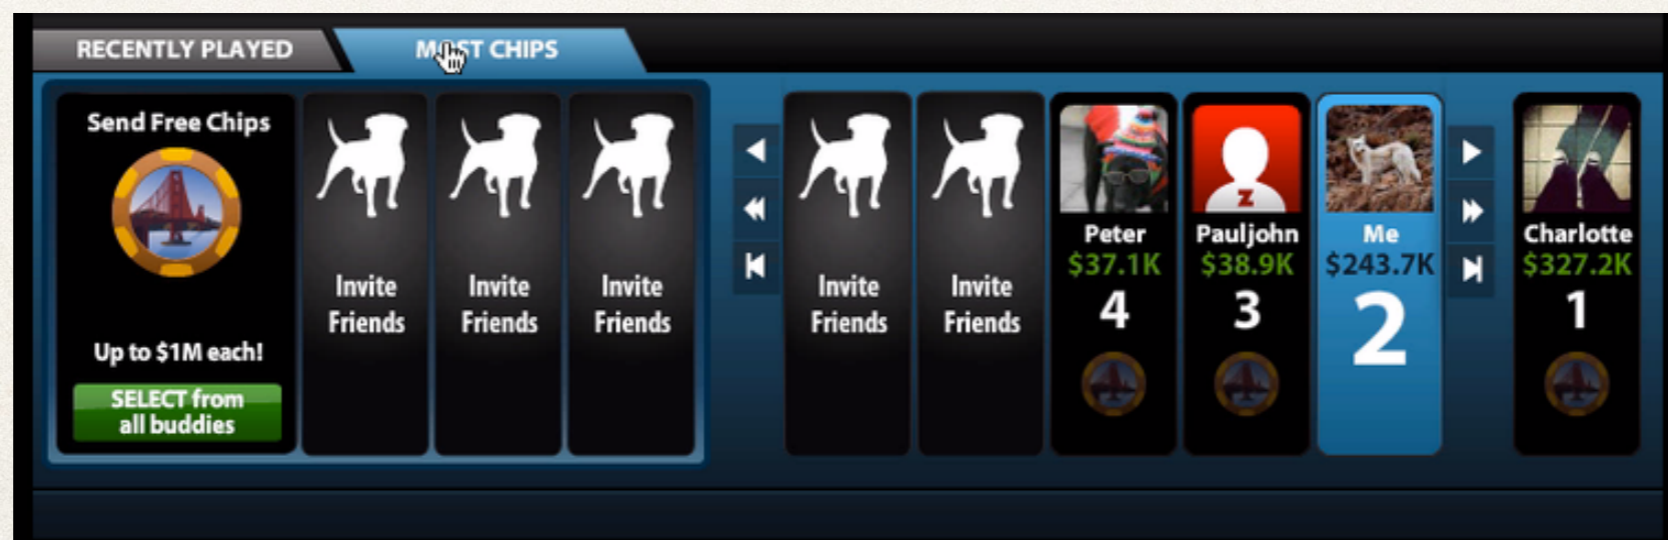 RECENTLY PLAYED
MOST CHIPS
Send Free Chips
Up to $1M each!
SELECT from
all buddies
Invite
Friends
Invite
Friends
Invite
Friends
Invite
Friends
Invite
Friends
Peter
$37.1K
4
Z
Pauljohn
$38.9K
3
Me
$243.7K
2
Charlotte
$327.2K
1